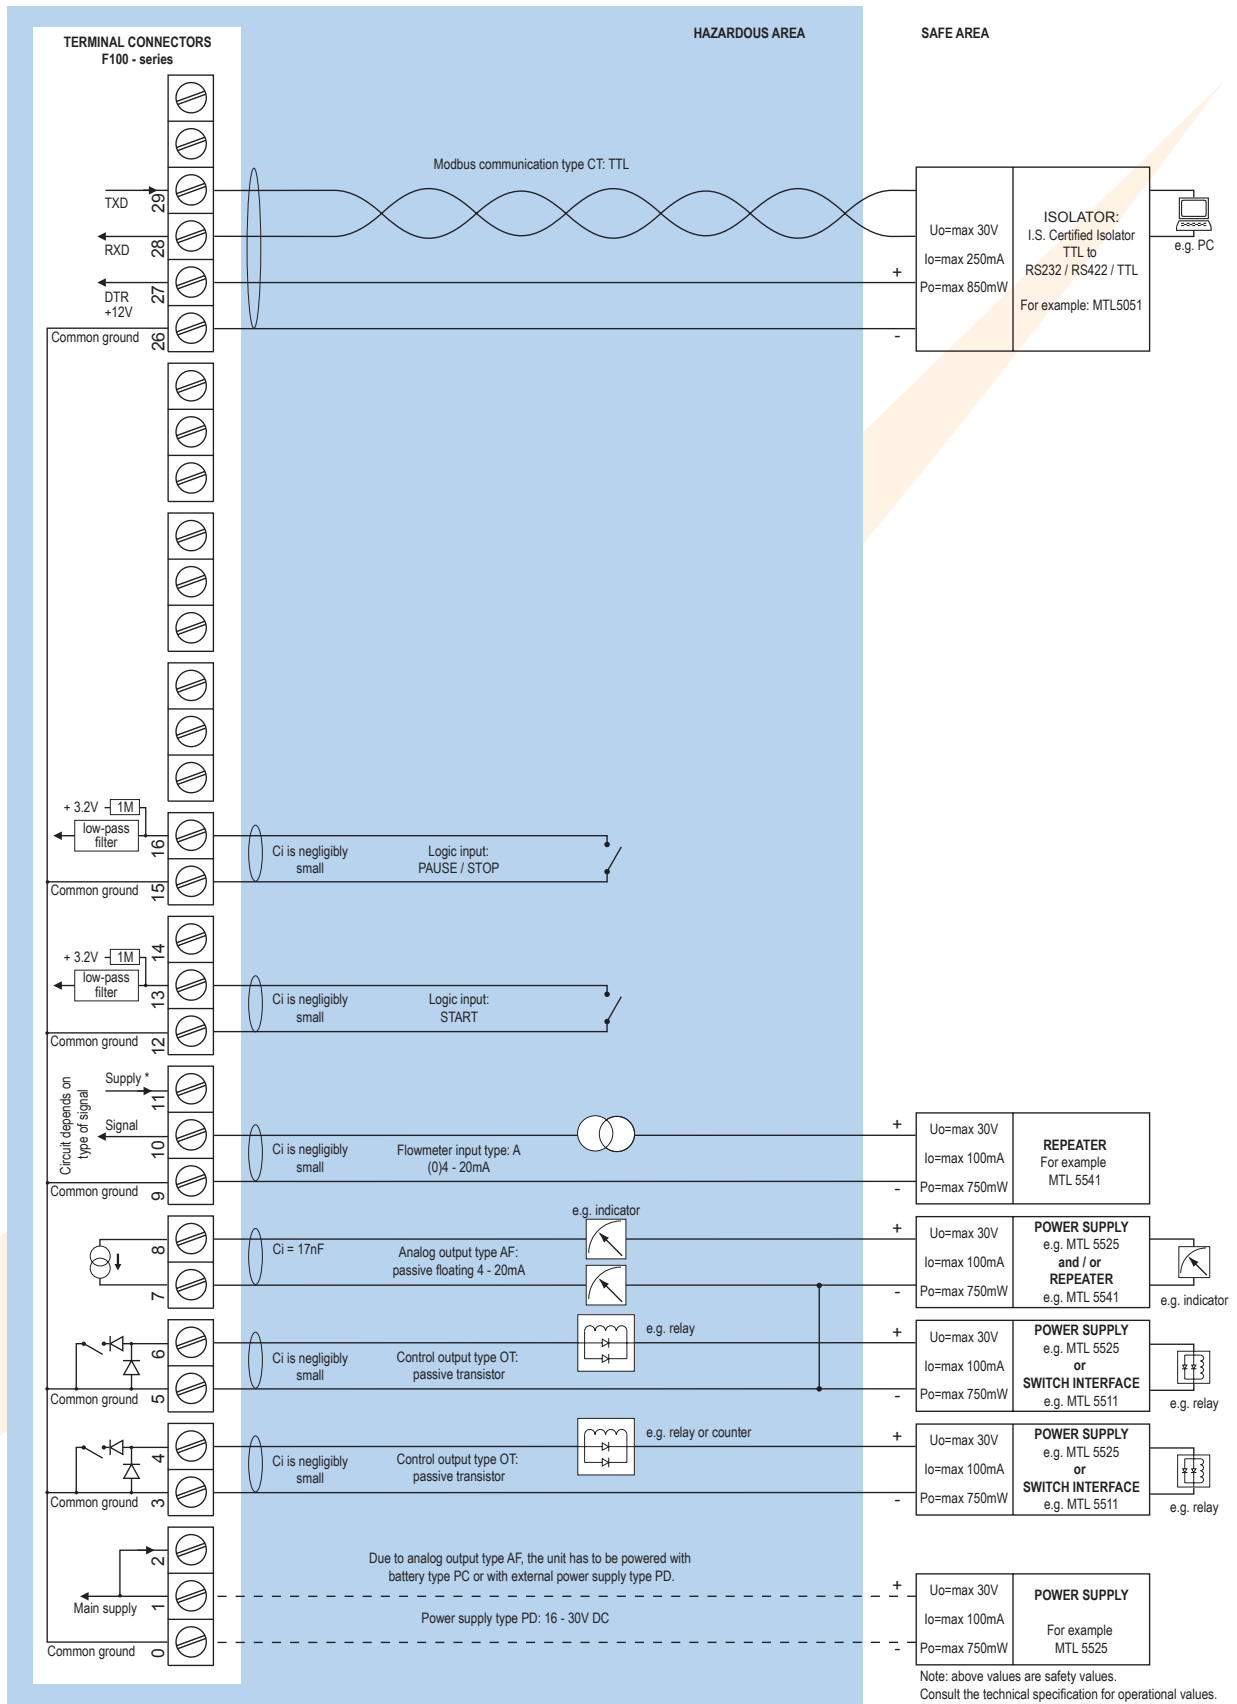 HAZARDOUS AREA
SAFE AREA
TERMINAL CONNECTORS
F100 - series
Modbus communication type CT: TTL
TXD
29
RXD
28
DTR
+12V
27
+
Common ground
26
-
Uo=max 30V
Io=max 250mA
Po=max 850mW
ISOLATOR:
I.S. Certified Isolator
TTL to
RS232 / RS422 / TTL
For example: MTL5051
e.g. PC
+ 3.2V
1M
low-pass
filter
16
Common ground
15
Ci is negligibly
small
Logic input:
PAUSE / STOP
14
+ 3.2V
1M
low-pass
filter
13
Common ground
12
Ci is negligibly
small
Logic input:
START
Circuit depends on
type of signal
Supply *
11
Signal
10
Common ground
9
Ci is negligibly
small
Flowmeter input type: A
(0)4 - 20mA
+
-
Uo=max 30V
Io=max 100mA
Po=max 750mW
REPEATER
For example
MTL 5541
e.g. indicator
8
7
Ci = 17nF
Analog output type AF:
passive floating 4 - 20mA
+
-
Uo=max 30V
Io=max 100mA
Po=max 750mW
POWER SUPPLY
e.g. MTL 5525
and / or
REPEATER
e.g. MTL 5541
e.g. indicator
6
Common ground
5
Ci is negligibly
small
Control output type OT:
passive transistor
e.g. relay
+
-
Uo=max 30V
Io=max 100mA
Po=max 750mW
POWER SUPPLY
e.g. MTL 5525
or
SWITCH INTERFACE
e.g. MTL 5511
e.g. relay
4
Common ground
3
Ci is negligibly
small
Control output type OT:
passive transistor
e.g. relay or counter
+
-
Uo=max 30V
Io=max 100mA
Po=max 750mW
POWER SUPPLY
e.g. MTL 5525
or
SWITCH INTERFACE
e.g. MTL 5511
e.g. relay
2
Main supply
1
Common ground
0
Due to analog output type AF, the unit has to be powered with
battery type PC or with external power supply type PD.
Power supply type PD: 16 - 30V DC
+
-
Uo=max 30V
Io=max 100mA
Po=max 750mW
POWER SUPPLY
For example
MTL 5525
Note: above values are safety values.
Consult the technical specification for operational values.